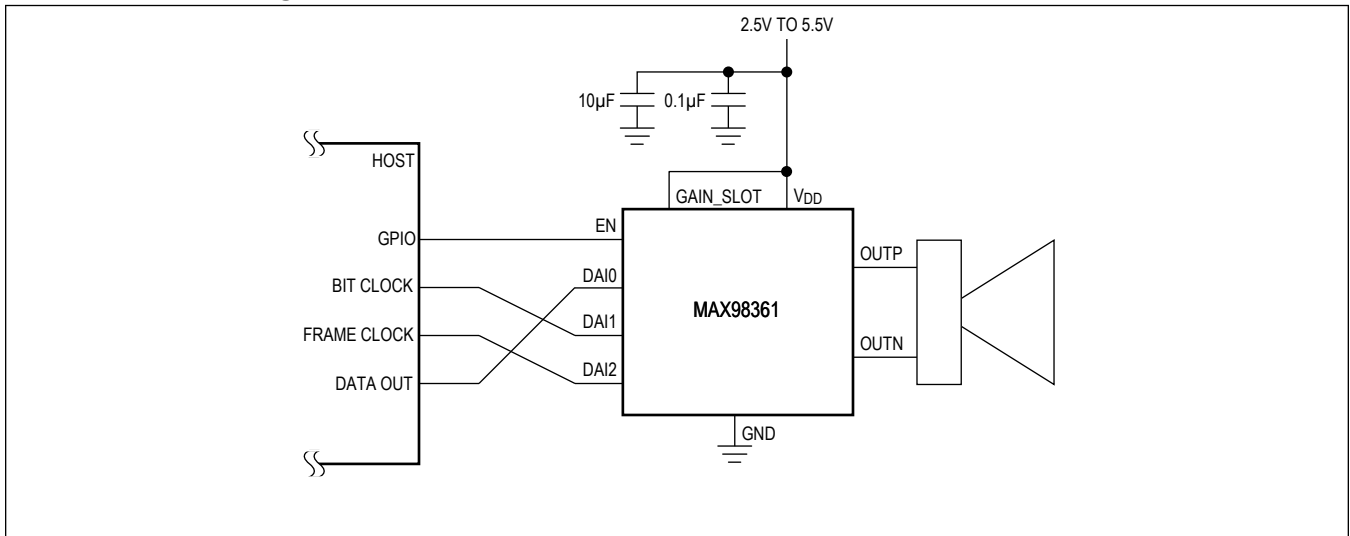 2.5V TO 5.5V
10µF
0.1µF
HOST
GAIN_SLOT
VDD
GPIO
EN
BIT CLOCK
DAI0
OUTP
FRAME CLOCK
DAI1
MAX98361
DATA OUT
DAI2
OUTN
GND